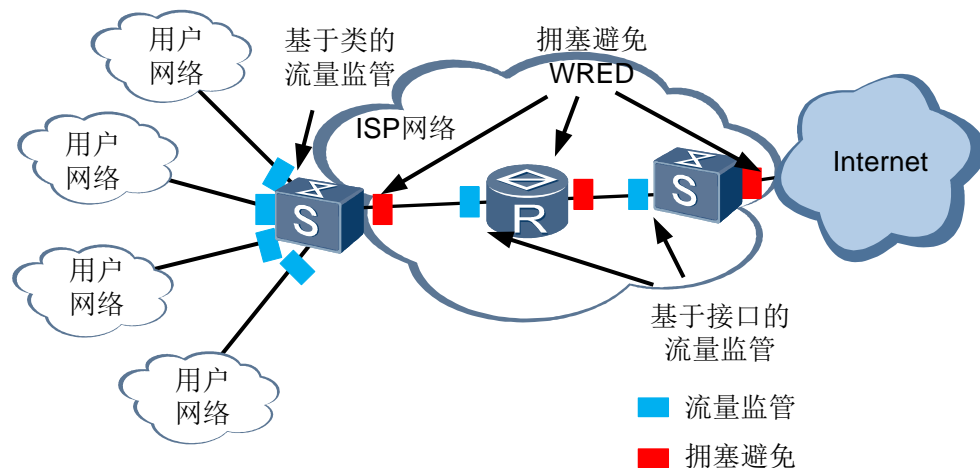 用户
网络
基于类的
流量监管
拥塞避免
WRED
ISP网络
用户
网络
Internet
S
R
S
用户
网络
基于接口的
流量监管
用户
网络
流量监管
拥塞避免